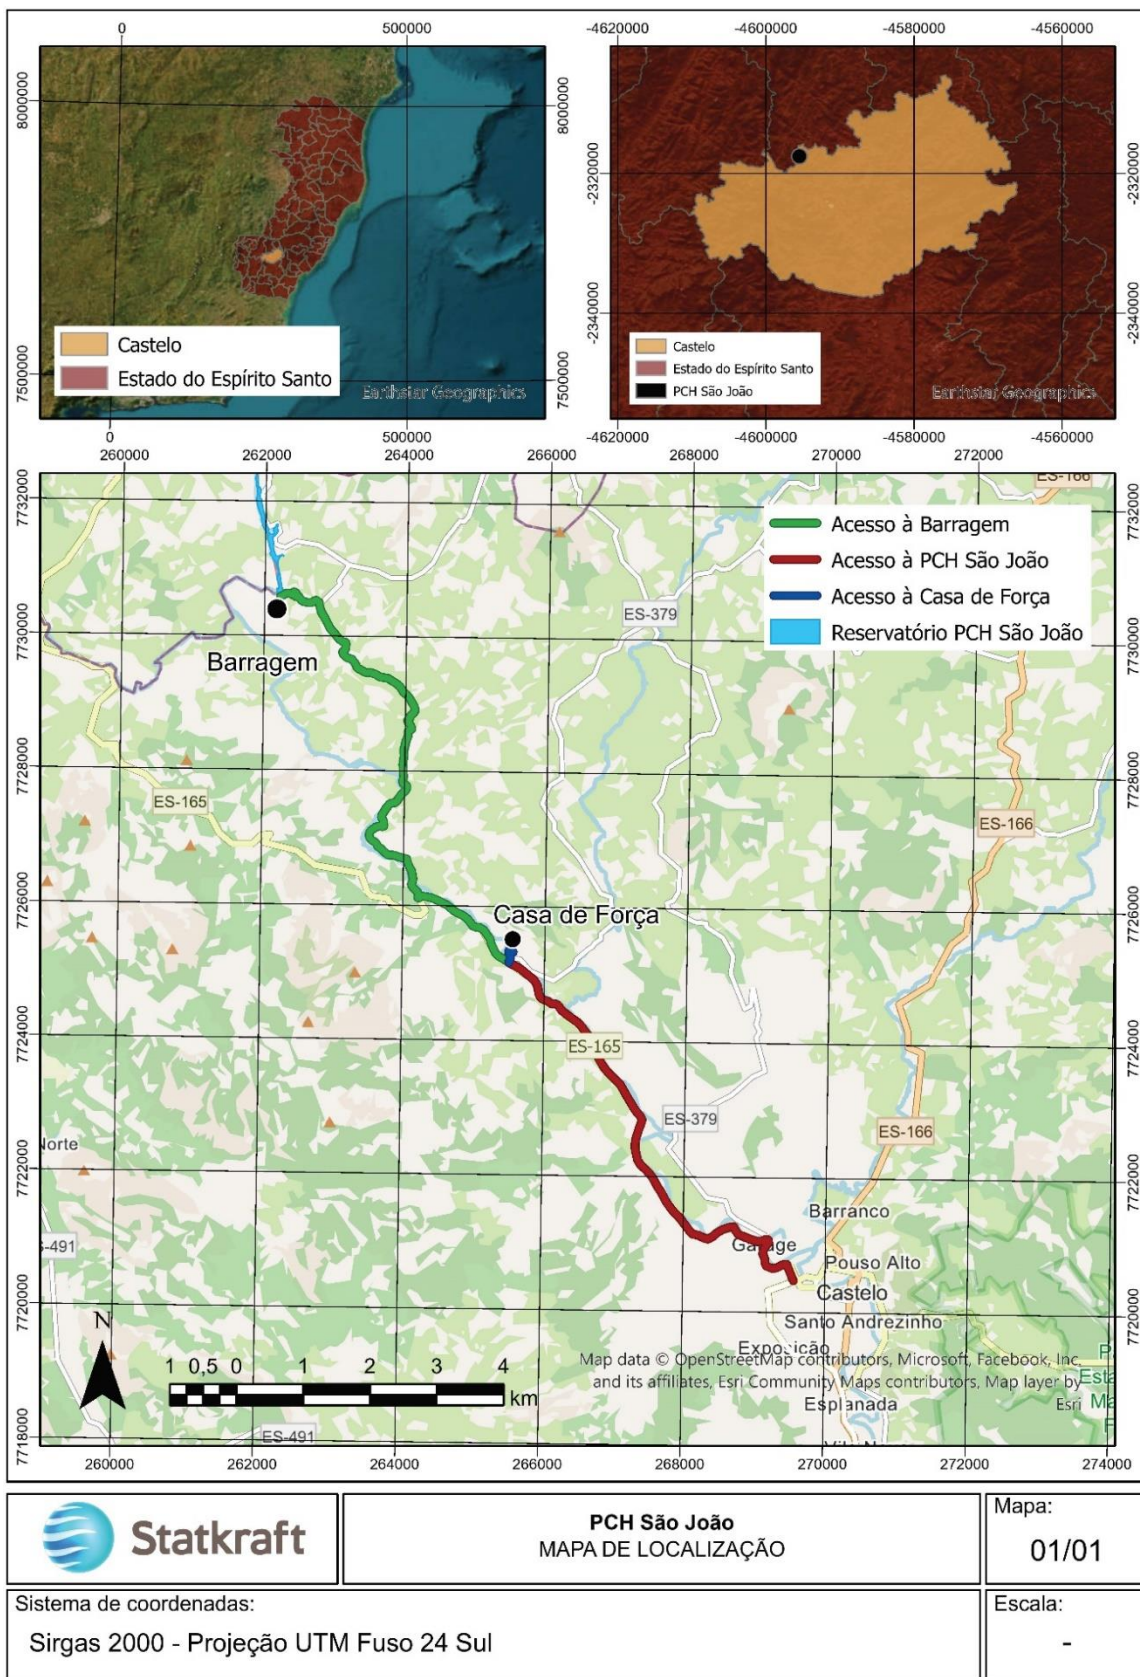 0
500000
-4620000
-4600000
-4580000
-4560000
8000000
8000000
7500000
7500000
-2320000
-2320000
-2340000
-2340000
Castelo
Estado do Espírito Santo
Earthstar Geographics
Castelo
Estado do Espírito Santo
PCH São João
Earthstar Geographics
0
500000
-4620000
-4600000
-4580000
-4560000
260000
262000
264000
266000
268000
270000
272000
7732000
7732000
7730000
7730000
7728000
7728000
7726000
7726000
7724000
7724000
7722000
7722000
7720000
7720000
7718000
7718000
ES-166
Acesso à Barragem
Acesso à PCH São João
Acesso à Casa de Força
Reservatório PCH São João
ES-379
Barragem
ES-165
ES-166
Casa de Força
ES-165
ES-379
ES-166
Norte
Barranco
S-491
Pouso Alto
Castelo
Santo Andrezinho
Exposição
N
Map data © OpenStreetMap contributors, Microsoft, Facebook, Inc.
and its affiliates, Esri Community Maps contributors, Map layer by
Esri
Esta
Ma
1 0,5 0 1 2 3 4
km
Esplanada
ES-491
260000
262000
264000
266000
268000
270000
272000
274000
Statkraft
PCH São João
MAPA DE LOCALIZAÇÃO
Mapa:
01/01
Sistema de coordenadas:
Sirgas 2000 - Projeção UTM Fuso 24 Sul
Escala:
-